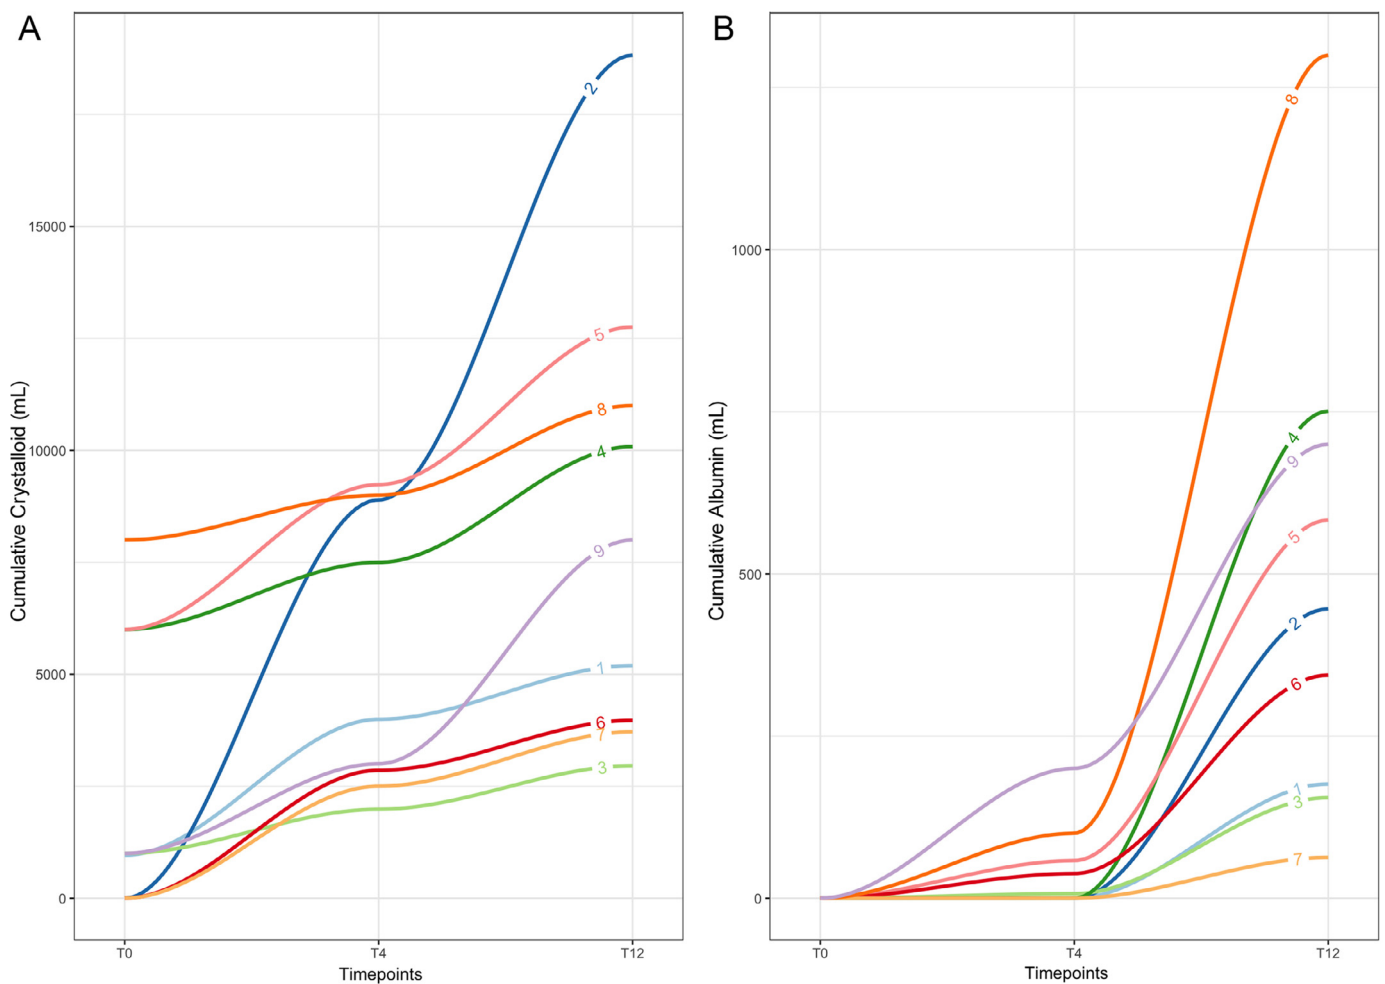 A
Cumulative Crystalloid (mL)
15000
10000
5000
0
2
5
8
4
9
1
6
7
3
T0
T4
T12
Timepoints
B
Cumulative Albumin (mL)
1000
500
0
8
4
9
5
2
6
1
3
7
T0
T4
T12
Timepoints